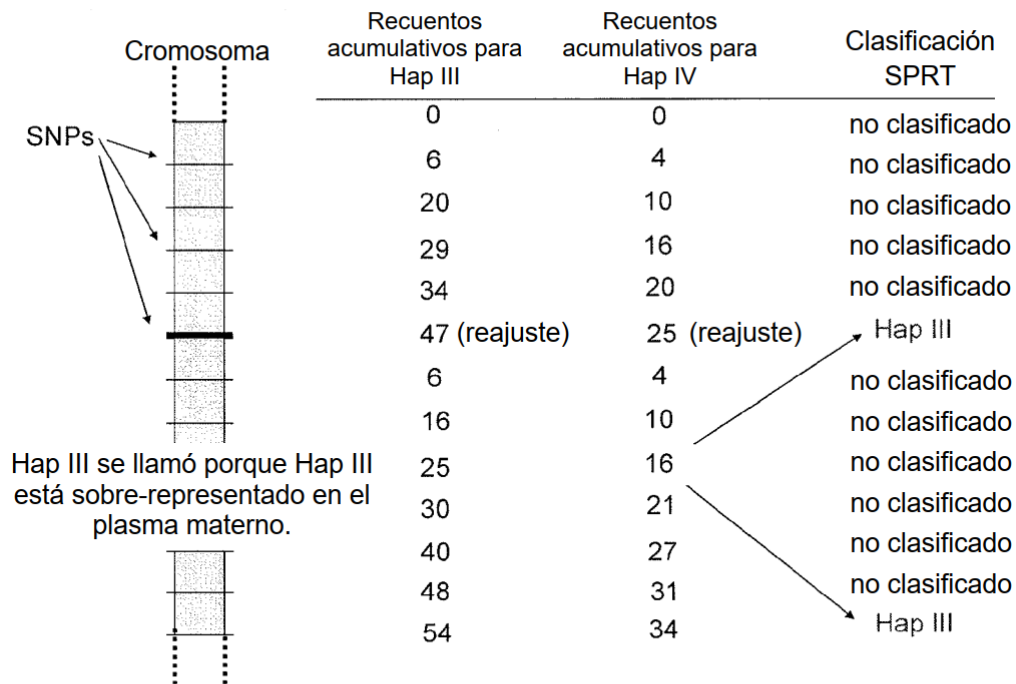 Cromosoma
Recuentos
acumulativos para
Hap III
Recuentos
acumulativos para
Hap IV
Clasificación
SPRT
SNPs
0 0 no clasificado
6 4 no clasificado
20 10 no clasificado
29 16 no clasificado
34 20 no clasificado
47 (reajuste) 25 (reajuste) Hap III
6 4 no clasificado
16 10 no clasificado
Hap III se llamó porque Hap III
está sobre-representado en el
plasma materno.
25 16 no clasificado
30 21 no clasificado
40 27 no clasificado
48 31 no clasificado
54 34 Hap III